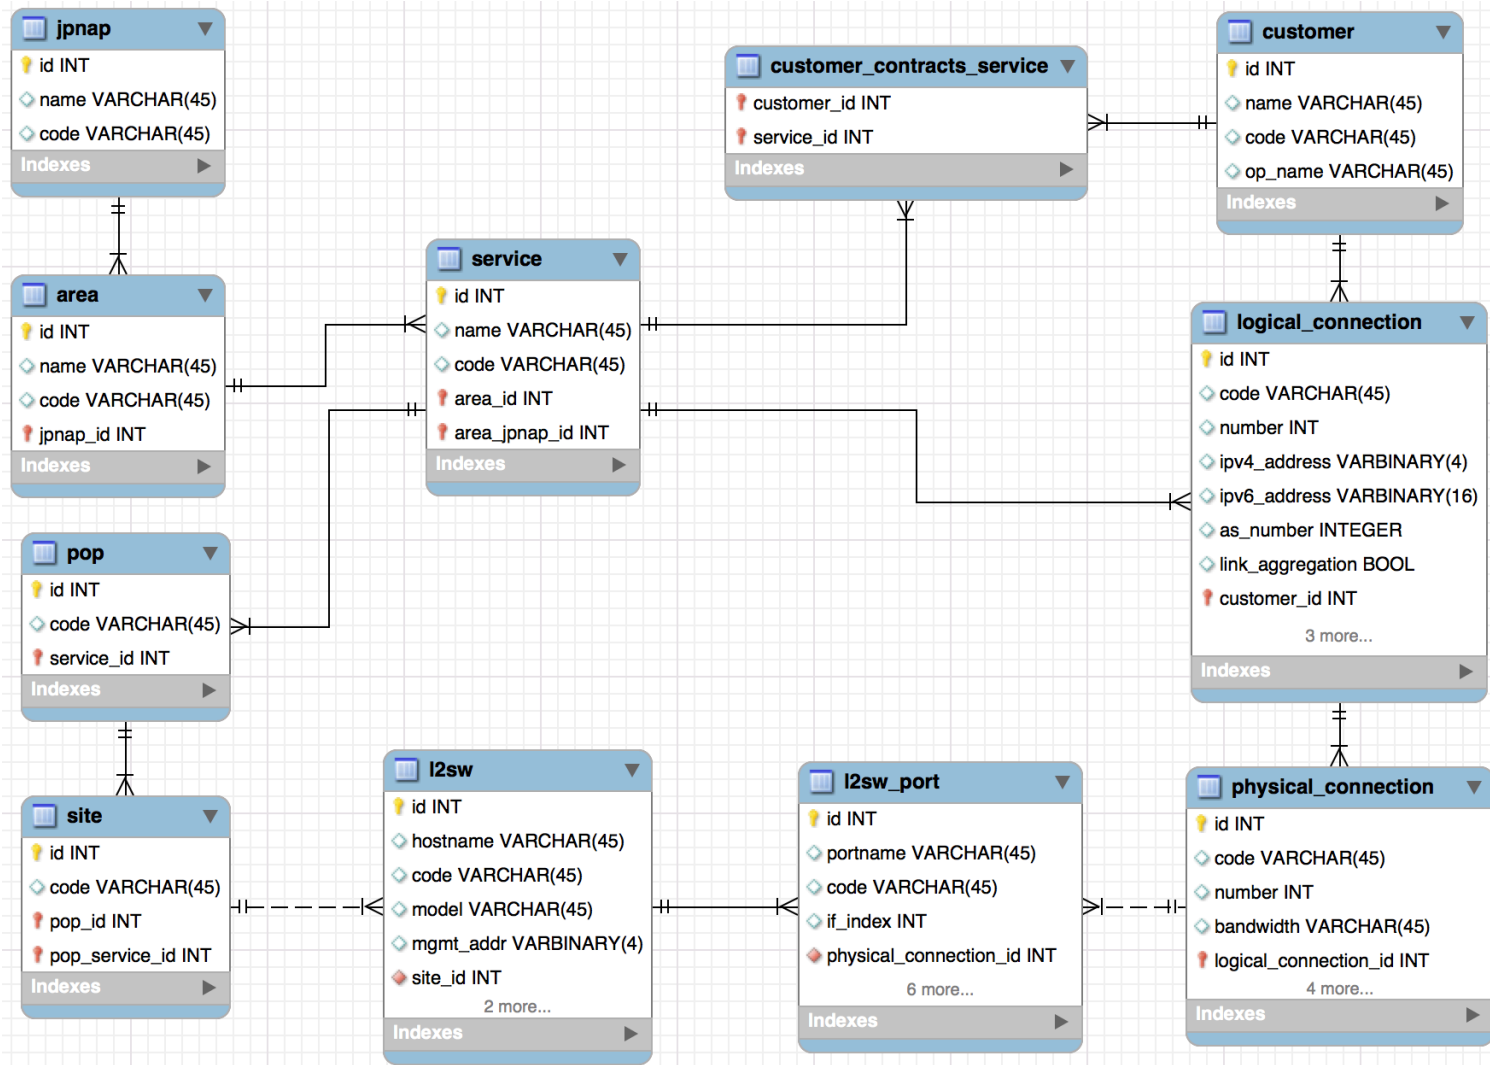 jpnap
id INT
name VARCHAR(45)
code VARCHAR(45)
Indexes
customer_contracts_service
customer_id INT
service_id INT
Indexes
customer
id INT
name VARCHAR(45)
code VARCHAR(45)
op_name VARCHAR(45)
Indexes
area
id INT
name VARCHAR(45)
code VARCHAR(45)
jpnap_id INT
Indexes
service
id INT
name VARCHAR(45)
code VARCHAR(45)
area_id INT
area_jpnap_id INT
Indexes
logical_connection
id INT
code VARCHAR(45)
number INT
ipv4_address VARBINARY(4)
ipv6_address VARBINARY(16)
as_number INTEGER
link_aggregation BOOL
customer_id INT
3 more...
Indexes
pop
id INT
code VARCHAR(45)
service_id INT
Indexes
site
id INT
code VARCHAR(45)
pop_id INT
pop_service_id INT
Indexes
l2sw
id INT
hostname VARCHAR(45)
code VARCHAR(45)
model VARCHAR(45)
mgmt_addr VARBINARY(4)
site_id INT
2 more...
Indexes
l2sw_port
id INT
portname VARCHAR(45)
code VARCHAR(45)
if_index INT
physical_connection_id INT
6 more...
Indexes
physical_connection
id INT
code VARCHAR(45)
number INT
bandwidth VARCHAR(45)
logical_connection_id INT
4 more...
Indexes